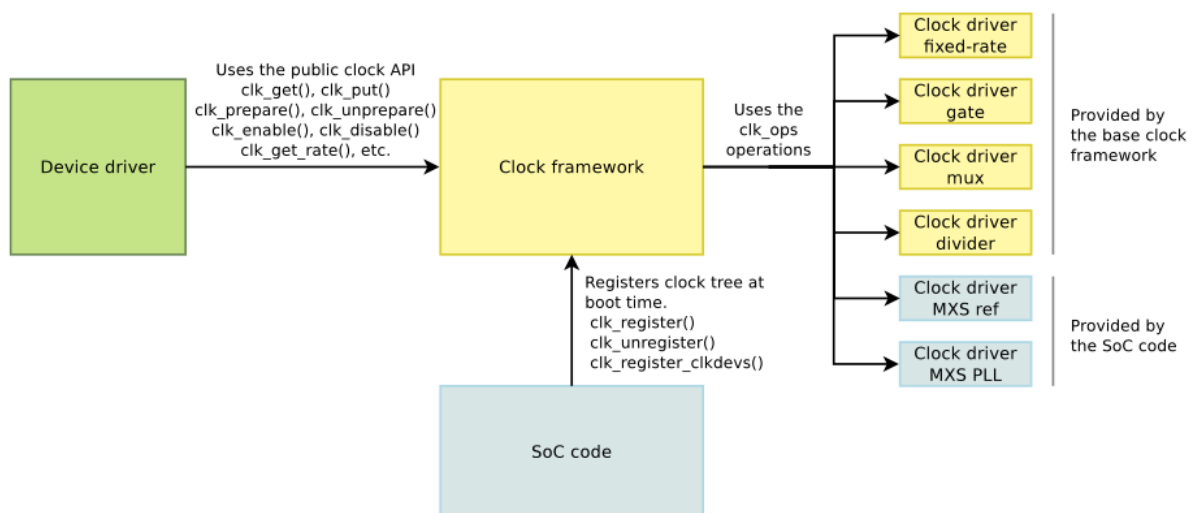 Device driver
Uses the public clock API
clk_get(), clk_put()
clk_prepare(), clk_unprepare()
clk_enable(), clk_disable()
clk_get_rate(), etc.
Clock framework
Uses the
clk_ops
operations
Clock driver
fixed-rate
Clock driver
gate
Clock driver
mux
Clock driver
divider
Clock driver
MXS ref
Clock driver
MXS PLL
Provided by
the base clock
framework
Provided by
the SoC code
Registers clock tree at
boot time.
clk_register()
clk_unregister()
clk_register_clkdevs()
SoC code